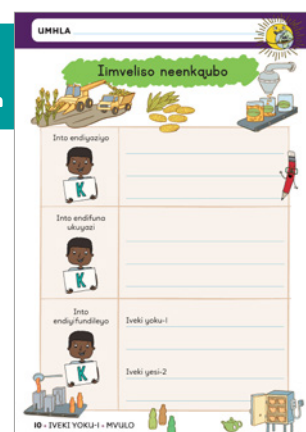 UMHLA
Iimveliso neenkqubo
Into endiyaziyo
K
Into endifuna
ukuyazi
K
Into
endiyifundileyo
Iveki yoku-1
K
Iveki yesi-2
10 • IVEKI YOKU-1 • MVULO